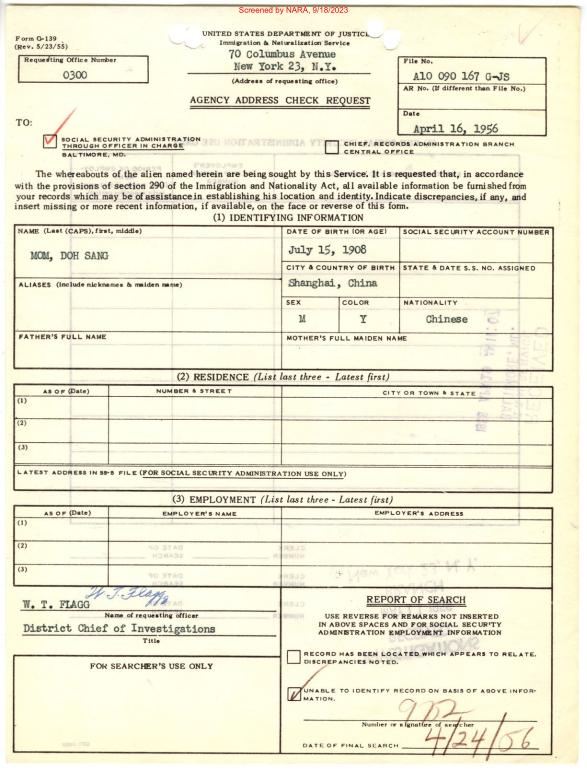 Screened by NARA, 9/18/2023
Form G-139
(Rev. 5/23/55)
UNITED STATES DEPARTMENT OF JUSTICE
Immigration & Naturalization Service
70 Columbus Avenue
New York 23, N.Y.
(Address of requesting office)
Requesting Office Number
0300
File No.
A10 090 167 G-JS
AR No. (If different than File No.)
Date
April 16, 1956
AGENCY ADDRESS CHECK REQUEST
TO:
SOCIAL SECURITY ADMINISTRATION
THROUGH OFFICER IN CHARGE
BALTIMORE, MD.
CHIEF, RECORDS ADMINISTRATION BRANCH
CENTRAL OFFICE
The whereabouts of the alien named herein are being sought by this Service. It is requested that, in accordance
with the provisions of section 290 of the Immigration and Nationality Act, all available information be furnished from
your records which may be of assistance in establishing his location and identity. Indicate discrepancies, if any, and
insert missing or more recent information, if available, on the face or reverse of this form.
(1) IDENTIFYING INFORMATION
NAME (Last (CAPS), first, middle)
MOM, DOH SANG
DATE OF BIRTH (OR AGE)
July 15, 1908
SOCIAL SECURITY ACCOUNT NUMBER
CITY & COUNTRY OF BIRTH
Shanghai, China
STATE & DATE S.S. NO. ASSIGNED
ALIASES (Include nicknames & maiden name)
SEX
M
COLOR
Y
NATIONALITY
Chinese
FATHER'S FULL NAME
MOTHER'S FULL MAIDEN NAME
(2) RESIDENCE (List last three - Latest first)
AS OF (Date)
NUMBER & STREET
CITY OR TOWN & STATE
(1)
(2)
(3)
LATEST ADDRESS IN SS-5 FILE (FOR SOCIAL SECURITY ADMINISTRATION USE ONLY)
(3) EMPLOYMENT (List last three - Latest first)
AS OF (Date)
EMPLOYER'S NAME
EMPLOYER'S ADDRESS
(1)
(2)
(3)
W. T. Flagg
W. T. FLAGG
Name of requesting officer
District Chief of Investigations
Title
FOR SEARCHER'S USE ONLY
REPORT OF SEARCH
USE REVERSE FOR REMARKS NOT INSERTED
IN ABOVE SPACES AND FOR SOCIAL SECURITY
ADMINISTRATION EMPLOYMENT INFORMATION
RECORD HAS BEEN LOCATED WHICH APPEARS TO RELATE.
DISCREPANCIES NOTED.
UNABLE TO IDENTIFY RECORD ON BASIS OF ABOVE INFOR-
MATION.
Number or signature of searcher
DATE OF FINAL SEARCH 4/24/56